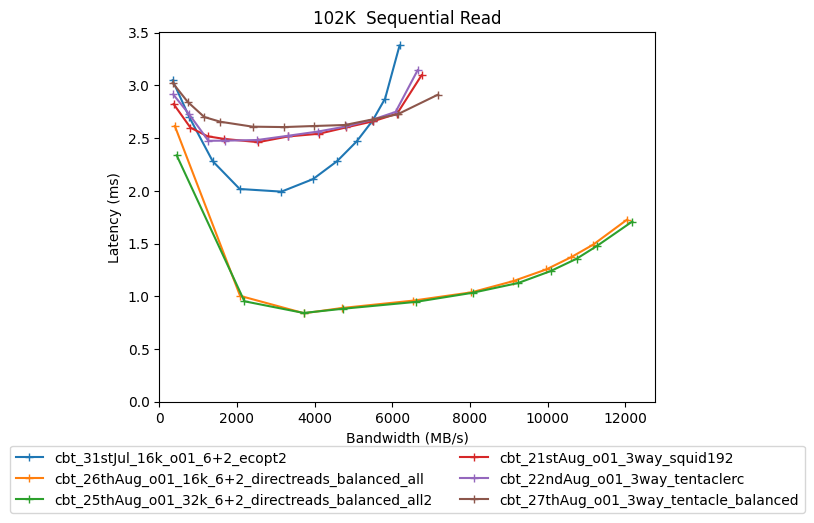 102K  Sequential Read
3.5
3.0
2.5
2.0
1.5
1.0
0.5
0.0
Latency (ms)
0 2000 4000 6000 8000 10000 12000
Bandwidth (MB/s)
cbt_31stJul_16k_o01_6+2_ecopt2
cbt_26thAug_o01_16k_6+2_directreads_balanced_all
cbt_25thAug_o01_32k_6+2_directreads_balanced_all2
cbt_21stAug_o01_3way_squid192
cbt_22ndAug_o01_3way_tentaclerc
cbt_27thAug_o01_3way_tentacle_balanced